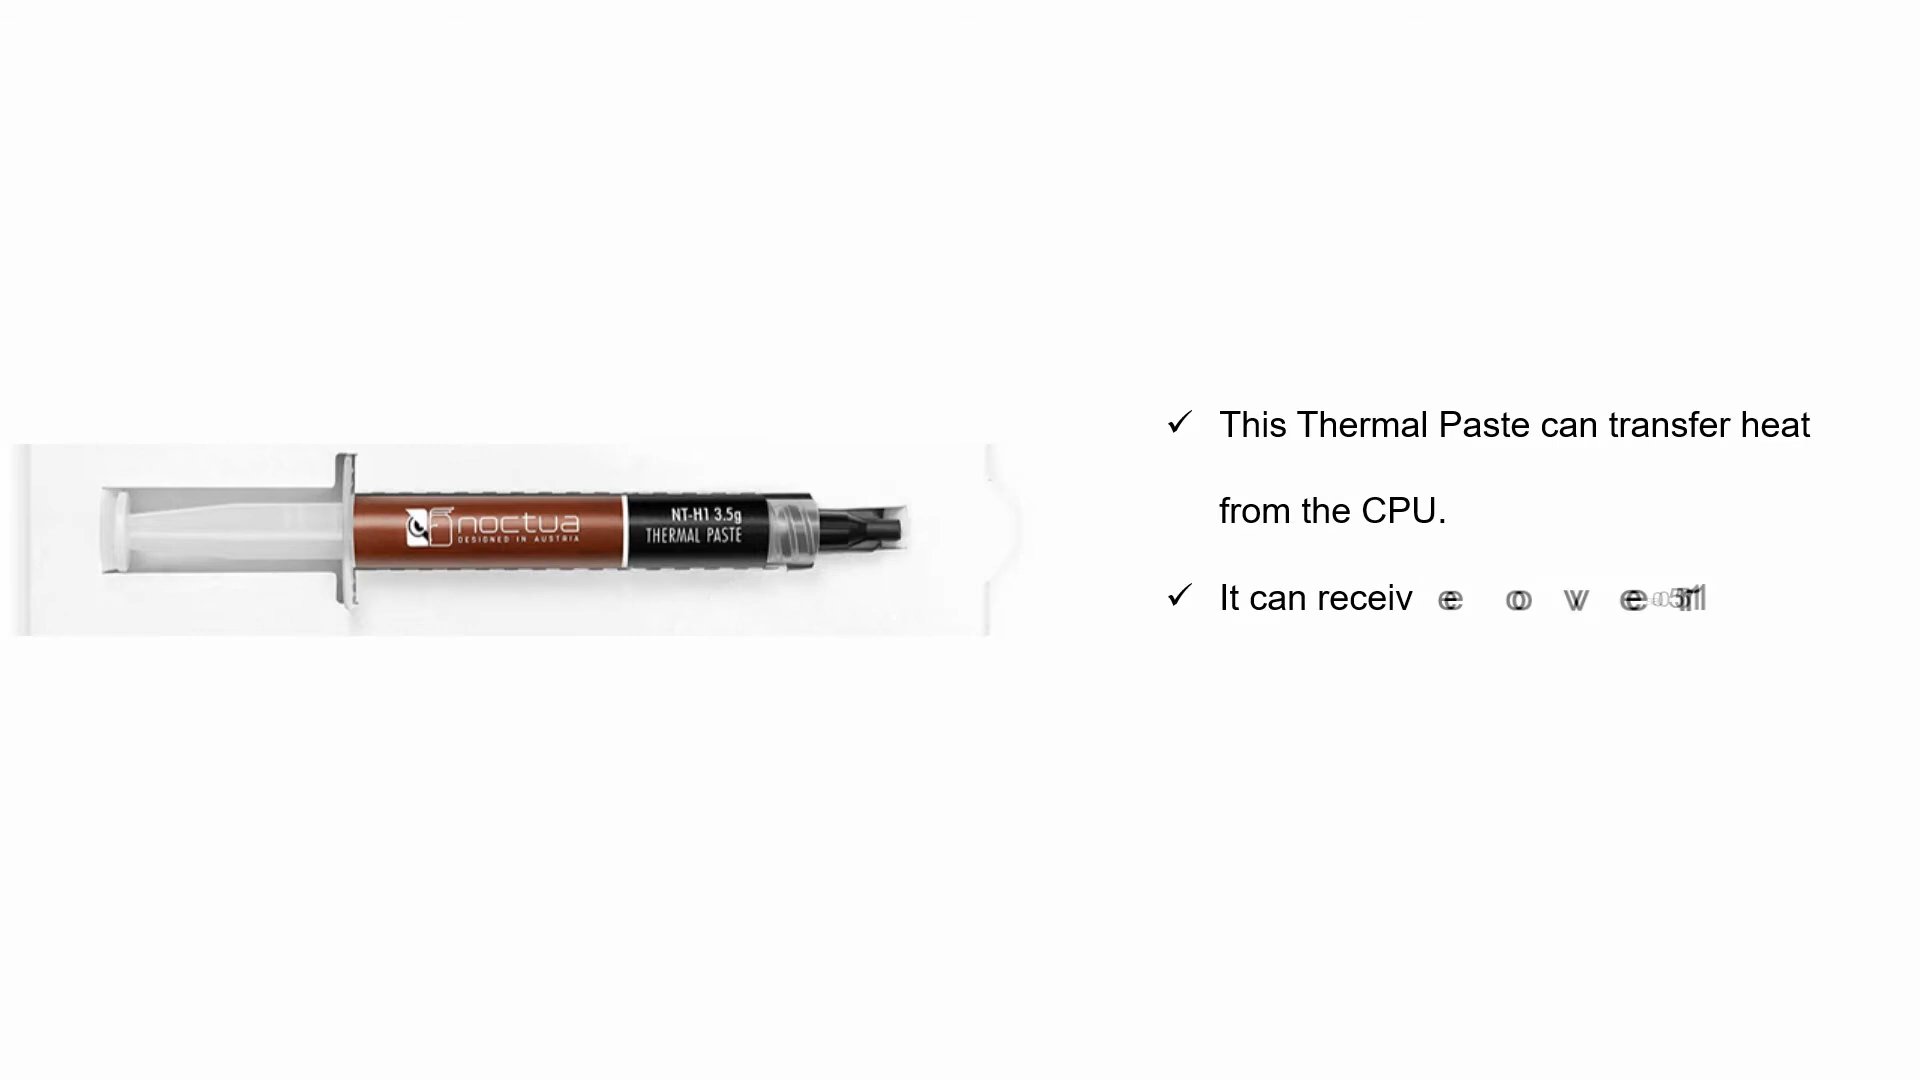 noctua
DESIGNED IN AUSTRIA
NT-H1 3.5g
THERMAL PASTE
✓ This Thermal Paste can transfer heat
from the CPU.
✓ It can receiv e o v e